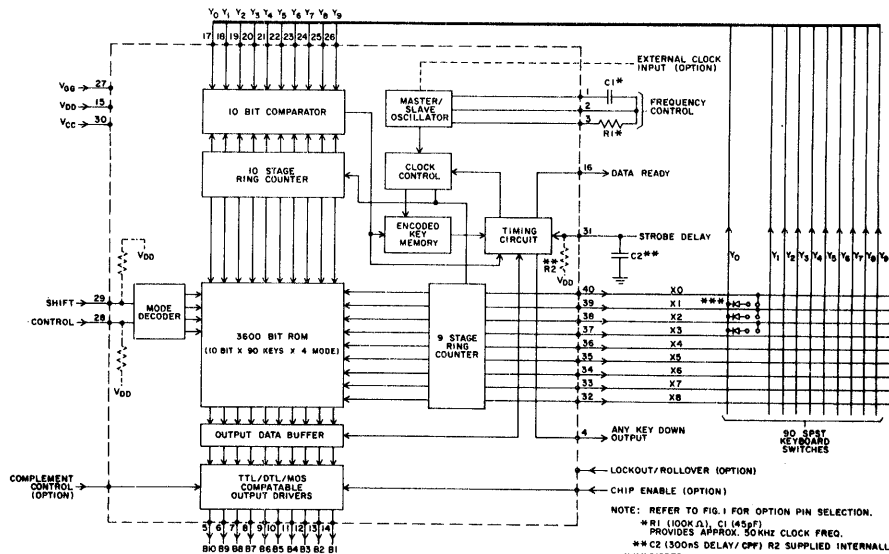 Y0 Y1 Y2 Y3 Y4 Y5 Y6 Y7 Y8 Y9
17 18 19 20 21 22 23 24 25 26
VGG 27
VDD 15
VCC 30
10 BIT COMPARATOR
10 STAGE
RING COUNTER
MASTER/
SLAVE
OSCILLATOR
EXTERNAL CLOCK
INPUT (OPTION)
1
C1*
2
3
R1*
FREQUENCY
CONTROL
CLOCK
CONTROL
16
DATA READY
ENCODED
KEY
MEMORY
TIMING
CIRCUIT
31
STROBE DELAY
**
R2
VDD
C2**
VDD
SHIFT 29
CONTROL 28
VDD
MODE
DECODER
3600 BIT ROM
(10 BIT X 90 KEYS X 4 MODE)
9 STAGE
RING
COUNTER
40 X0
39 X1
38 X2
37 X3
36 X4
35 X5
34 X6
33 X7
32 X8
***
Y0 Y1 Y2 Y3 Y4 Y5 Y6 Y7 Y8 Y9
90 SPST
KEYBOARD
SWITCHES
OUTPUT DATA BUFFER
4
ANY KEY DOWN
OUTPUT
COMPLEMENT
CONTROL
(OPTION)
TTL/DTL/MOS
COMPATABLE
OUTPUT DRIVERS
LOCKOUT/ROLLOVER (OPTION)
CHIP ENABLE (OPTION)
5 6 7 8 9 10 11 12 13 14
B10 B9 B8 B7 B6 B5 B4 B3 B2 B1
NOTE: REFER TO FIG. 1 FOR OPTION PIN SELECTION.
*R1 (100KΩ), C1 (45pF)
PROVIDES APPROX. 50KHZ CLOCK FREQ.
**C2 (300nS DELAY/CPF) R2 SUPPLIED INTERNALL